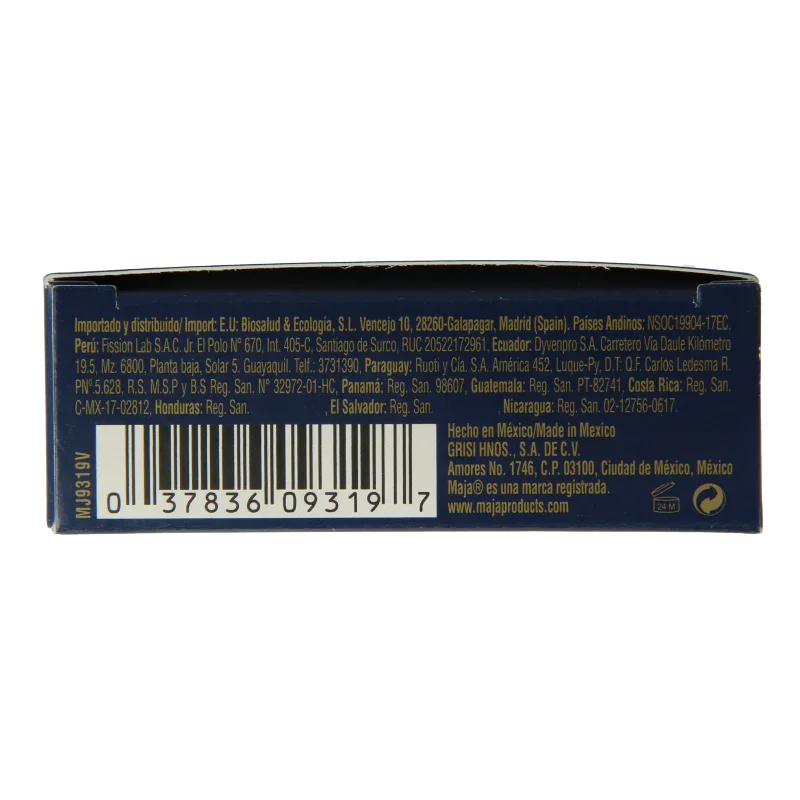 Importado y distribuido/ Import: E.U: Biosalud & Ecología, S.L. Vencejo 10, 28260-Galapagar, Madrid (Spain). Países Andinos: NSOC19904-17EC.
Perú: Fission Lab S.A.C. Jr. El Polo N° 670, Int. 405-C, Santiago de Surco, RUC 20522172961, Ecuador: Dyvenpro S.A. Carretero Vía Daule Kilómetro
19.5, Mz. 6800, Planta baja, Solar 5. Guayaquil. Telf.: 3731390, Paraguay: Ruoti y Cía. S.A. América 452, Luque-Py, D.T: Q.F. Carlos Ledesma R.
PN°.5.628, R.S. M.S.P y B.S Reg. San. N° 32972-01-HC, Panamá: Reg. San. 98607, Guatemala: Reg. San. PT-82741, Costa Rica: Reg. San.
C-MX-17-02812, Honduras: Reg. San. , El Salvador: Reg. San. , Nicaragua: Reg. San. 02-12756-0617.
MJ9319V
0 37836 09319 7
Hecho en México/Made in Mexico
GRISI HNOS., S.A. DE C.V.
Amores No. 1746, C.P. 03100, Ciudad de México, México
Maja® es una marca registrada.
www.majaproducts.com
24 M